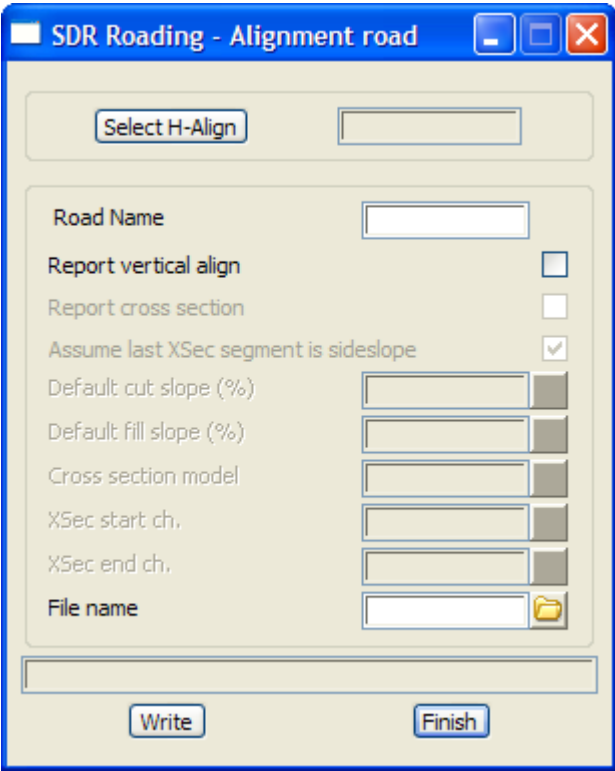 SDR Roading - Alignment road
Select H-Align
Road Name
Report vertical align
Report cross section
Assume last XSec segment is sideslope
Default cut slope (%)
Default fill slope (%)
Cross section model
XSec start ch.
XSec end ch.
File name
Write Finish